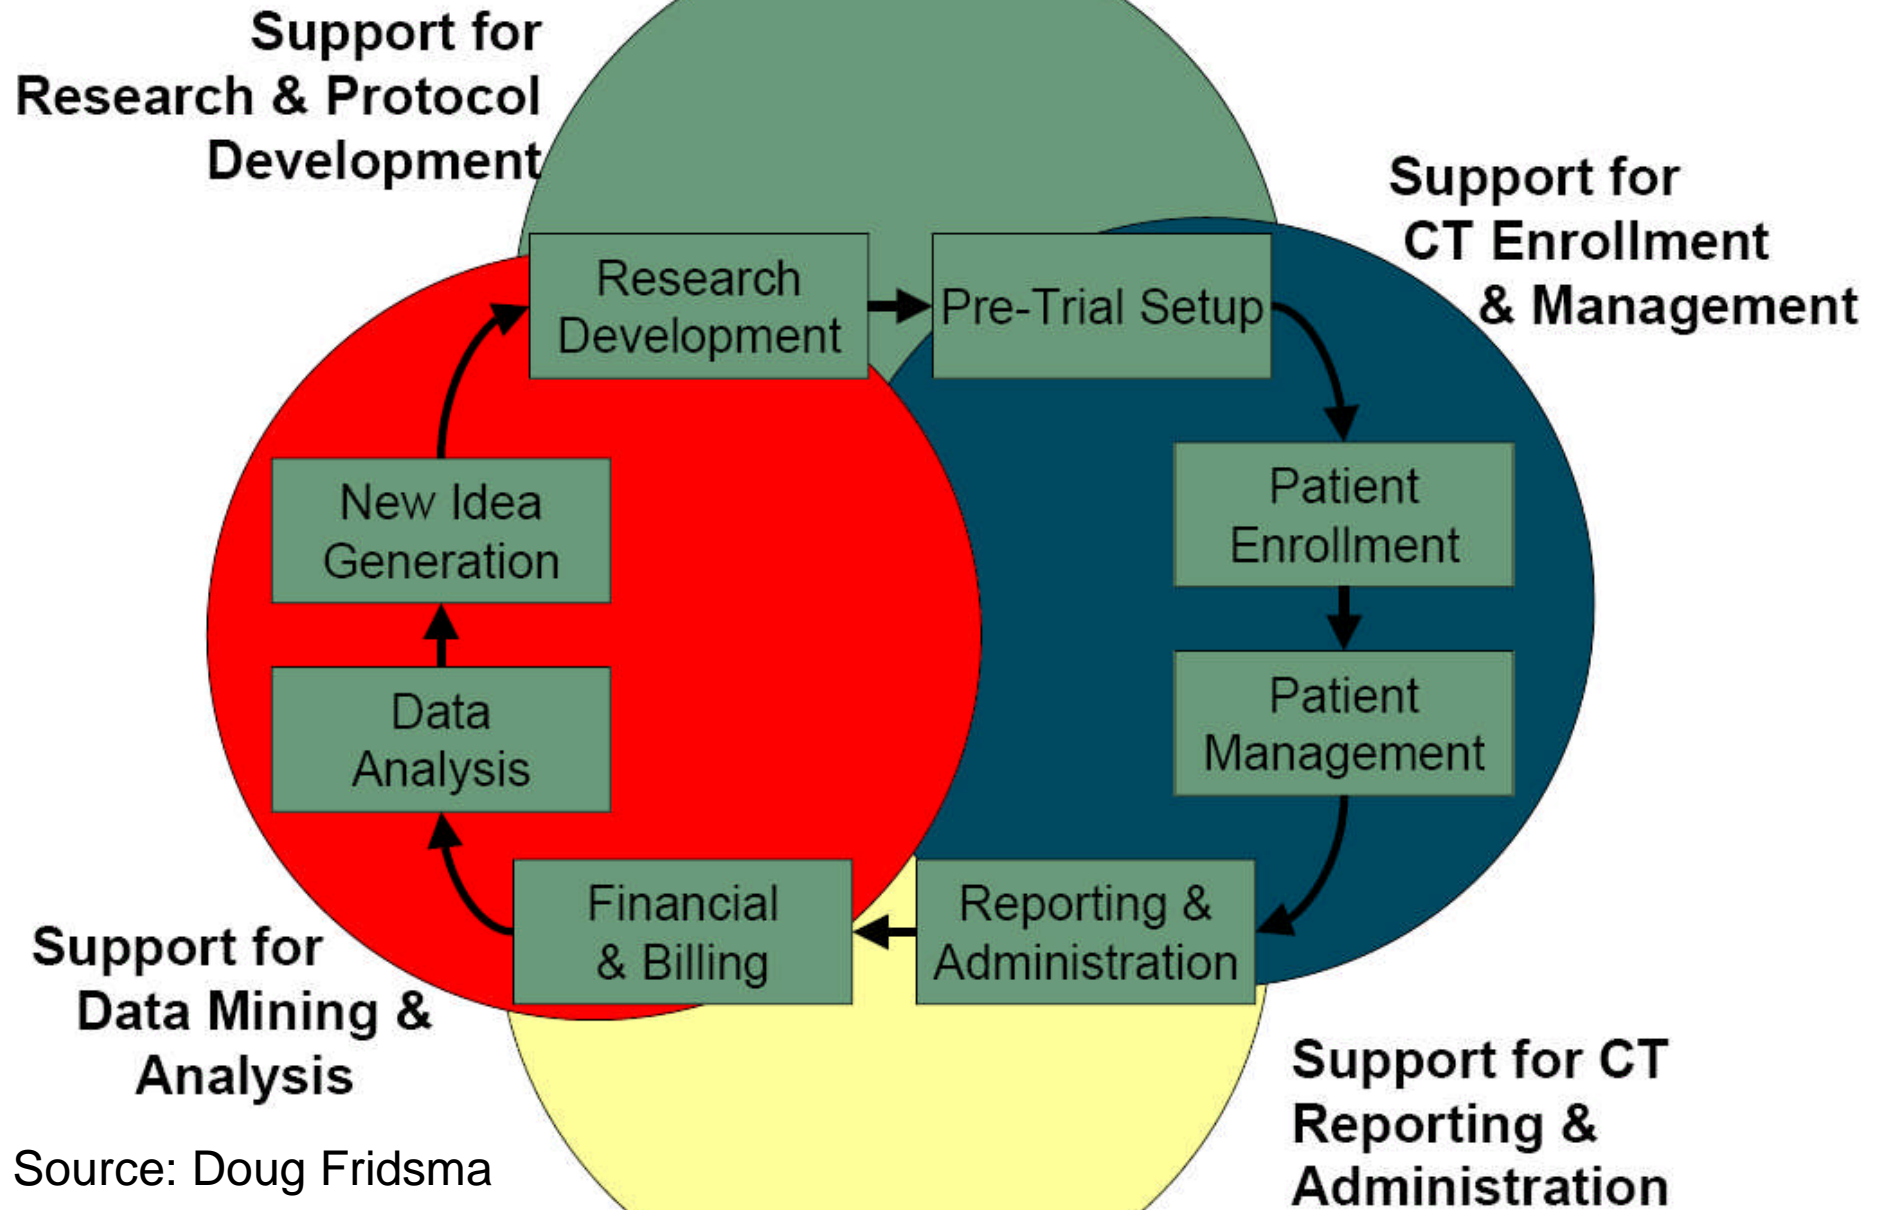 Support for
Research & Protocol
Development
Support for
CT Enrollment
& Management
Research
Development
Pre-Trial Setup
Patient
Enrollment
Patient
Management
Reporting &
Administration
Financial
& Billing
Data
Analysis
New Idea
Generation
Support for
Data Mining &
Analysis
Support for CT
Reporting &
Administration
Source: Doug Fridsma